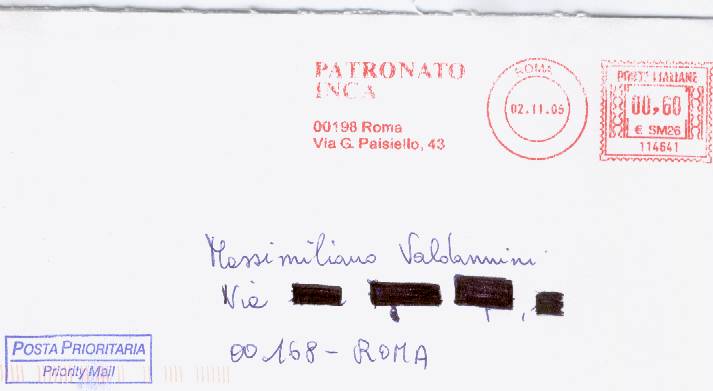 PATRONATO
INCA
00198 Roma
Via G. Paisiello, 43
ROMA
02.11.05
POSTE ITALIANE
00,60
€ SM26
114641
Massimiliano Valdannini
Via
00168 - ROMA
POSTA PRIORITARIA
Priority Mail